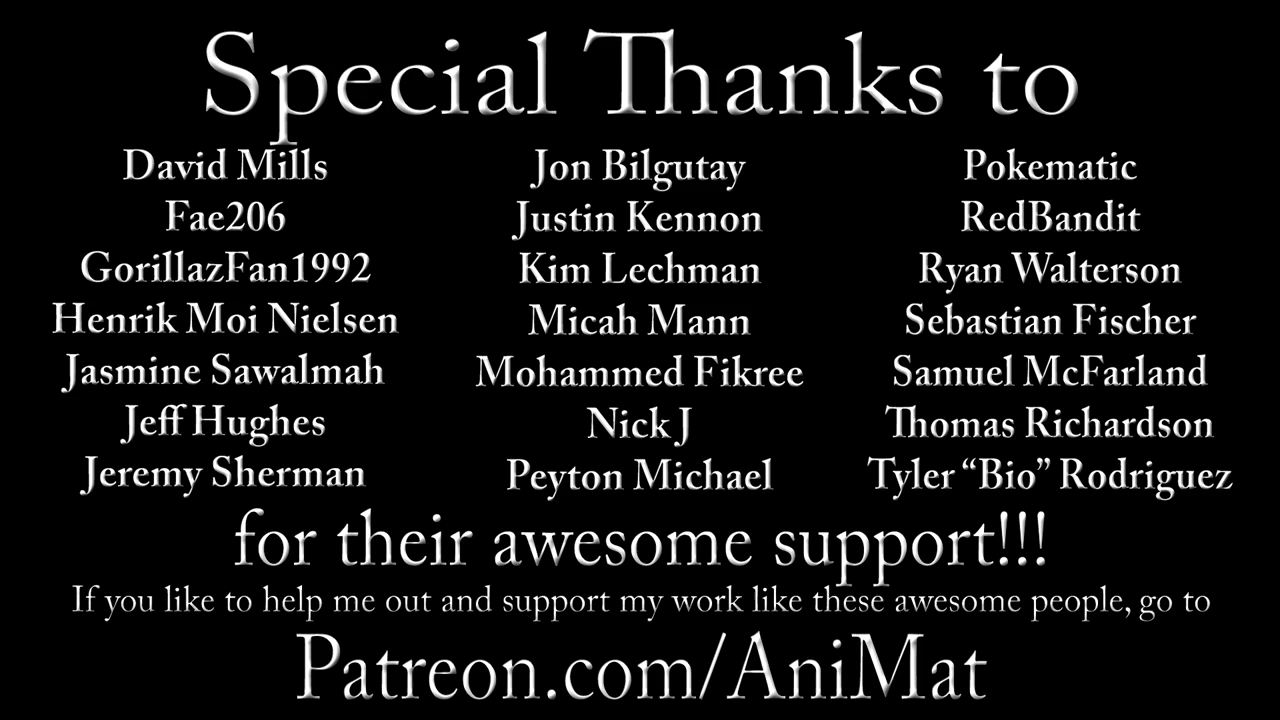 Special Thanks to
David Mills
Fae206
GorillazFan1992
Henrik Moi Nielsen
Jasmine Sawalmah
Jeff Hughes
Jeremy Sherman
Jon Bilgutay
Justin Kennon
Kim Lechman
Micah Mann
Mohammed Fikree
Nick J
Peyton Michael
Pokematic
RedBandit
Ryan Walterson
Sebastian Fischer
Samuel McFarland
Thomas Richardson
Tyler “Bio” Rodriguez
for their awesome support!!!
If you like to help me out and support my work like these awesome people, go to
Patreon.com/AniMat